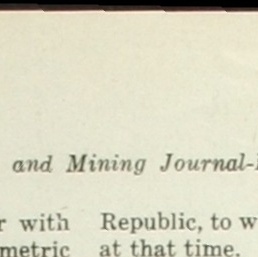 and Mining Journal-
r with
metric
Republic, to w
at that time.